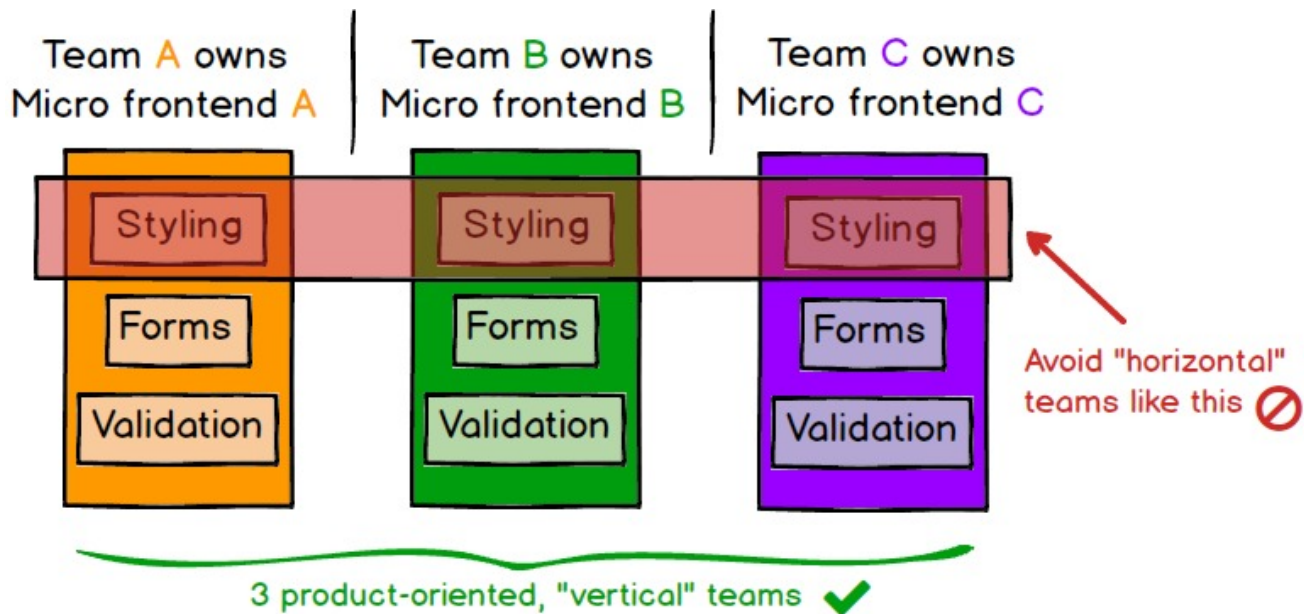 Team A owns
Micro frontend A
Team B owns
Micro frontend B
Team C owns
Micro frontend C
Styling
Styling
Styling
Forms
Forms
Forms
Validation
Validation
Validation
Avoid "horizontal"
teams like this
3 product-oriented, "vertical" teams